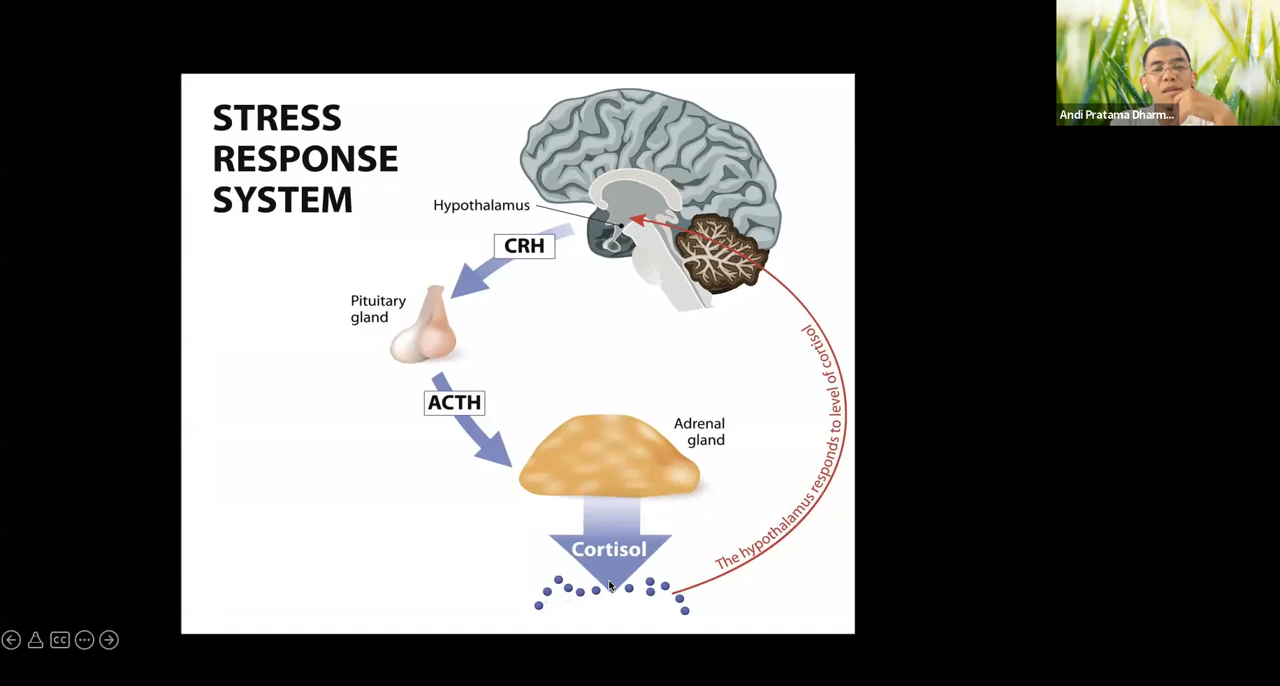 STRESS
RESPONSE
SYSTEM
Hypothalamus
CRH
Pituitary
gland
ACTH
Adrenal
gland
Cortisol
The hypothalamus responds to level of cortisol
Andi Pratama Dharm...
CC